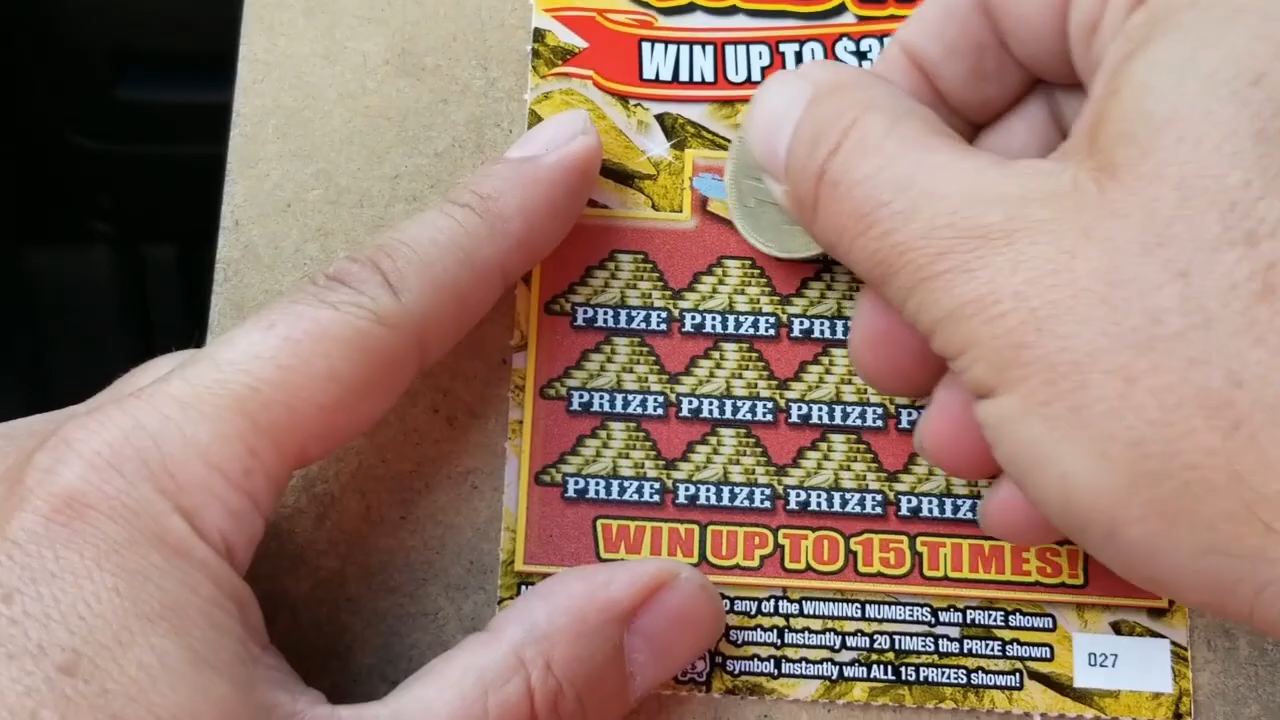 WIN UP TO
PRIZE PRIZE
PRIZE PRIZE PRIZE
PRIZE PRIZE PRIZE PRIZE
WIN UP TO 15 TIMES!
any of the WINNING NUMBERS, win PRIZE shown
symbol, instantly win 20 TIMES the PRIZE shown
" symbol, instantly win ALL 15 PRIZES shown!
027